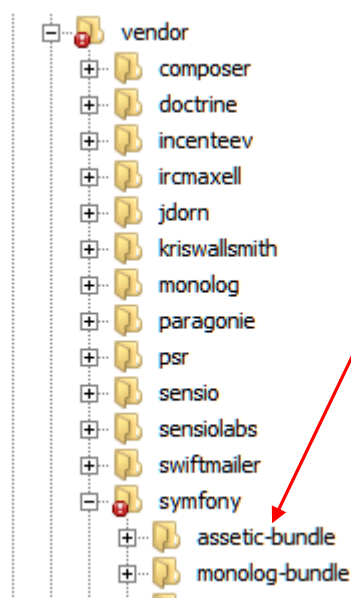 vendor
composer
doctrine
incenteev
ircmaxell
jdorn
kriswallsmith
monolog
paragonie
psr
sensio
sensiolabs
swiftmailer
symfony
assetic-bundle
monolog-bundle